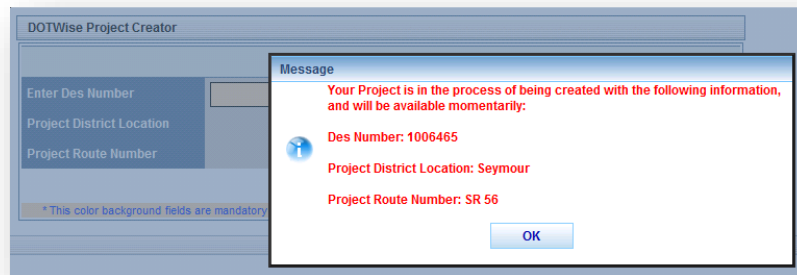 DOTWise Project Creator
Message
Your Project is in the process of being created with the following information,
and will be available momentarily:
Enter Des Number
Des Number: 1006465
Project District Location
Project District Location: Seymour
Project Route Number
Project Route Number: SR 56
* This color background fields are mandatory
OK